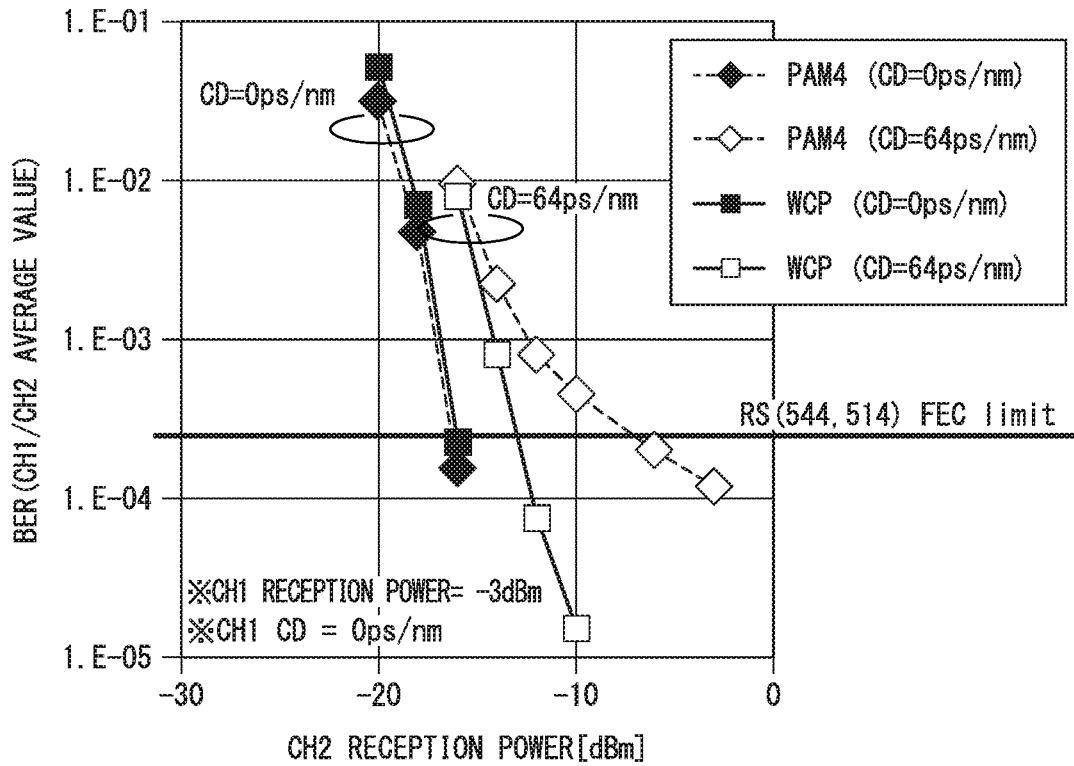 1.E-01
1.E-02
1.E-03
1.E-04
1.E-05
BER(CH1/CH2 AVERAGE VALUE)
CD=0ps/nm
CD=64ps/nm
PAM4 (CD=0ps/nm)
PAM4 (CD=64ps/nm)
WCP (CD=0ps/nm)
WCP (CD=64ps/nm)
RS(544,514) FEC limit
※CH1 RECEPTION POWER= -3dBm
※CH1 CD = 0ps/nm
-30
-20
-10
0
CH2 RECEPTION POWER[dBm]